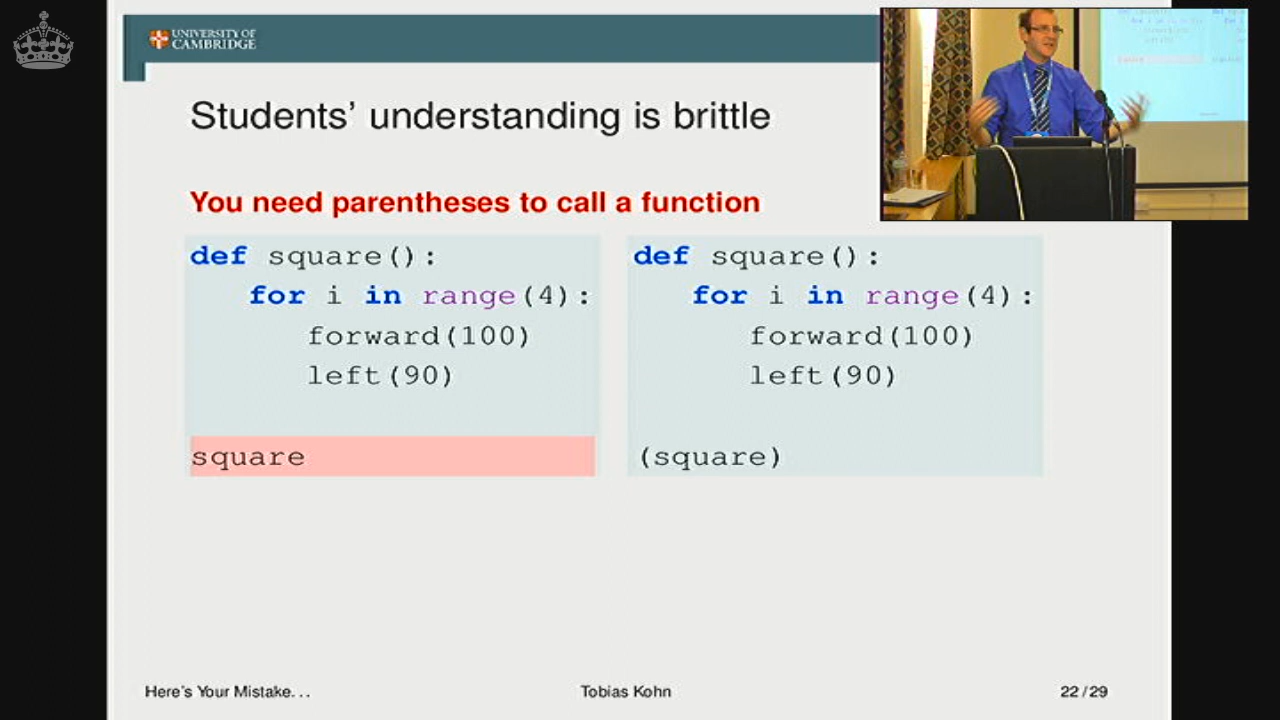 UNIVERSITY OF
CAMBRIDGE
Students' understanding is brittle
You need parentheses to call a function
def square():
for i in range(4):
forward(100)
left(90)
square
def square():
for i in range(4):
forward(100)
left(90)
(square)
Here's Your Mistake...
Tobias Kohn
22/29